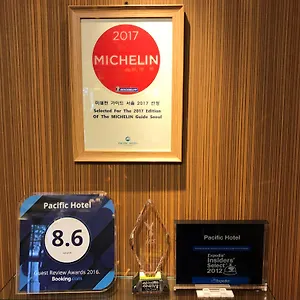 2017
MICHELIN
미쉐린 가이드 서울 2017 선정
Selected For The 2017 Edition
Of The MICHELIN Guide Seoul
Pacific Hotel
8.6
Guest Review Awards 2016
Booking.com
Pacific Hotel
Expedia
Insiders'
Select
2012
Expedia